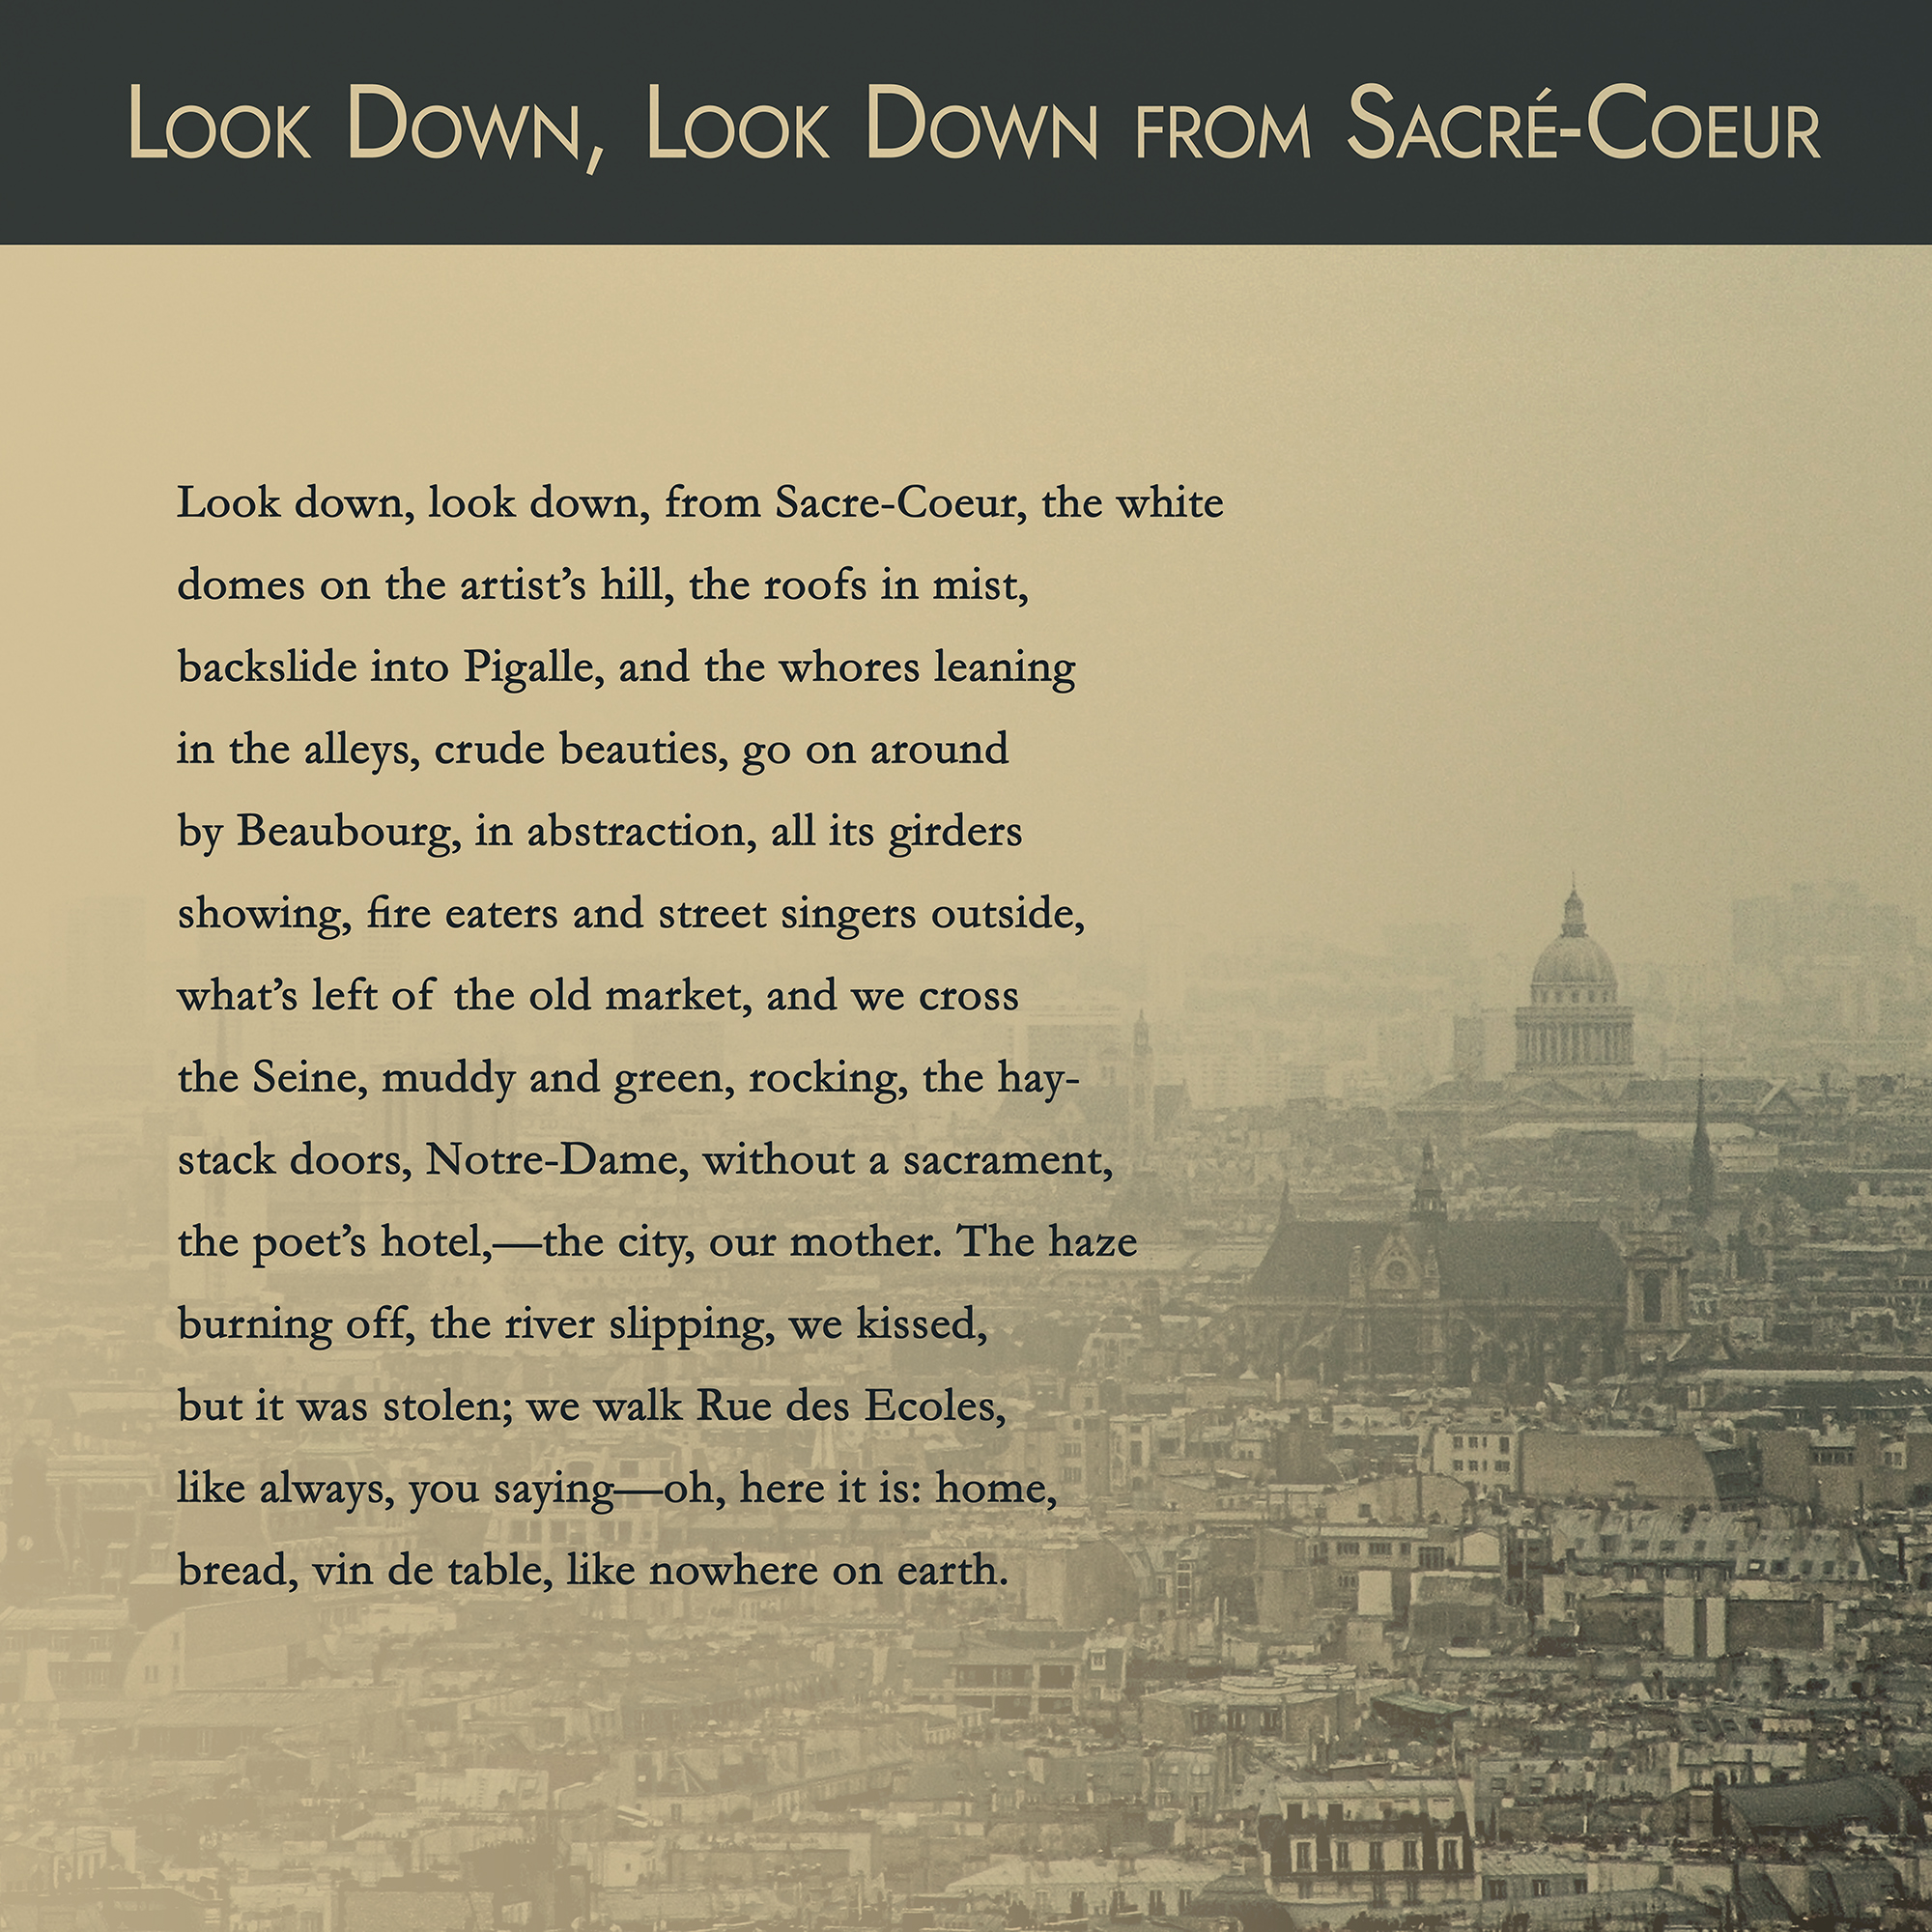 Look Down, Look Down from Sacré-Coeur
Look down, look down, from Sacre-Coeur, the white
domes on the artist’s hill, the roofs in mist,
backslide into Pigalle, and the whores leaning
in the alleys, crude beauties, go on around
by Beaubourg, in abstraction, all its girders
showing, fire eaters and street singers outside,
what’s left of the old market, and we cross
the Seine, muddy and green, rocking, the hay-
stack doors, Notre-Dame, without a sacrament,
the poet’s hotel,—the city, our mother. The haze
burning off, the river slipping, we kissed,
but it was stolen; we walk Rue des Ecoles,
like always, you saying—oh, here it is: home,
bread, vin de table, like nowhere on earth.